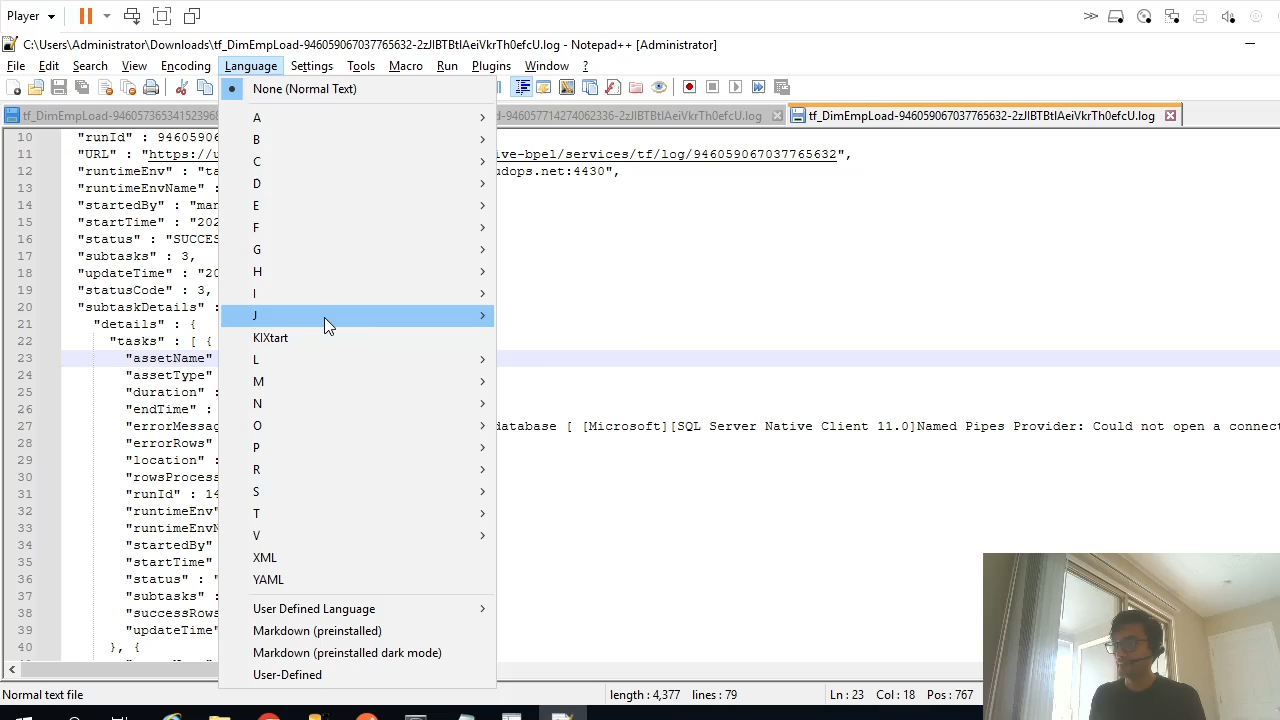 Player
C:\Users\Administrator\Downloads\tf_DimEmpLoad-946059067037765632-2zJlBTBtlAeiVkrTh0efcU.log - Notepad++ [Administrator]
File Edit Search View Encoding Language Settings Tools Macro Run Plugins Window ?
tf_DimEmpLoad-94605736534152396 -946057714274062336-2zJlBTBtlAeiVkrTh0efcU.log tf_DimEmpLoad-946059067037765632-2zJlBTBtlAeiVkrTh0efcU.log
None (Normal Text)
A
B
C
D
E
F
G
H
I
J
KIXtart
L
M
N
O
P
R
S
T
V
XML
YAML
User Defined Language
Markdown (preinstalled)
Markdown (preinstalled dark mode)
User-Defined
10 "runId" : 94605906
11 "URL" : "https://u ive-bpel/services/tf/log/946059067037765632",
12 "runtimeEnv" : "ta udops.net:4430",
13 "runtimeEnvName" :
14 "startedBy" : "mar
15 "startTime" : "202
16 "status" : "SUCCES
17 "subtasks" : 3,
18 "updateTime" : "20
19 "statusCode" : 3,
20 "subtaskDetails" :
21 "details" : {
22 "tasks" : [ {
23 "assetName"
24 "assetType"
25 "duration" :
26 "endTime" :
27 "errorMessag database [ [Microsoft][SQL Server Native Client 11.0]Named Pipes Provider: Could not open a connect
28 "errorRows"
29 "location" :
30 "rowsProcess
31 "runId" : 14
32 "runtimeEnv"
33 "runtimeEnvN
34 "startedBy"
35 "startTime"
36 "status" : "
37 "subtasks" :
38 "successRows
39 "updateTime"
40 }, {
Normal text file length : 4,377 lines : 79 Ln : 23 Col : 18 Pos : 767